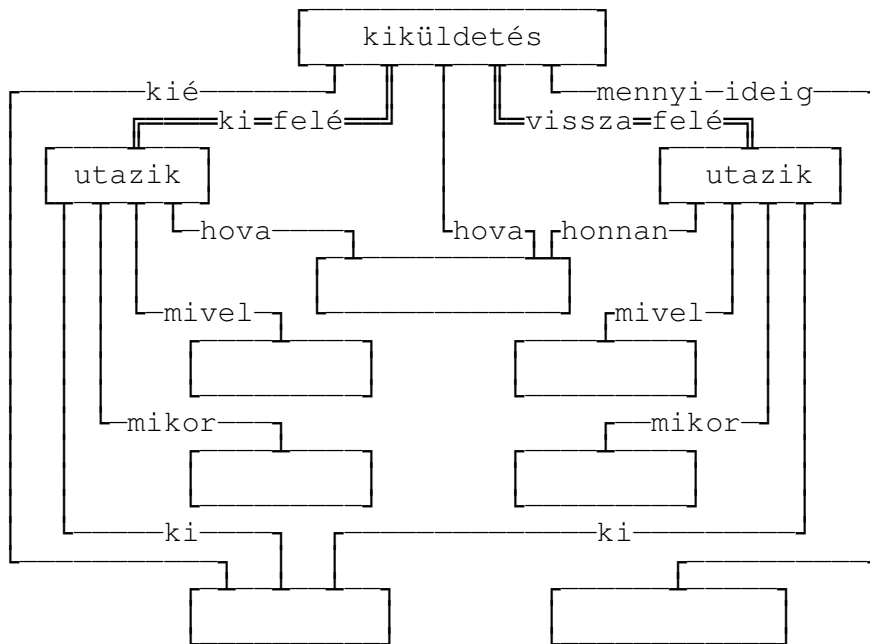 kiküldetés
kié mennyi ideig
ki felé vissza felé
utazik utazik
hova hova honnan
mivel mivel
mikor mikor
ki ki